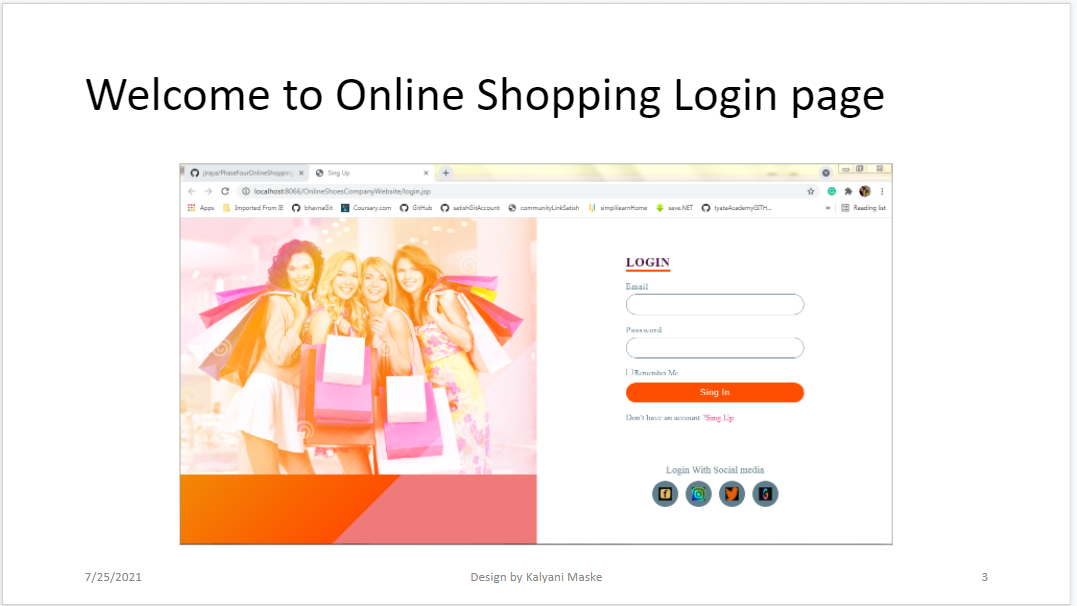 Welcome to Online Shopping Login page
jiraya/PhaseFourOnlineShopping
Sing Up
localhost:8066/OnlineShoesCompanyWebsite/login.jsp
Apps Imported From IE bhavnaGit Coursary.com GitHub satishGitAccount communityLinkSatish simplilearnHome save.NET tyataAcademyGITH... » Reading list
LOGIN
Email
Password
Remember Me
Sing In
Don't have an account ?Sing Up
Login With Social media
7/25/2021 Design by Kalyani Maske 3